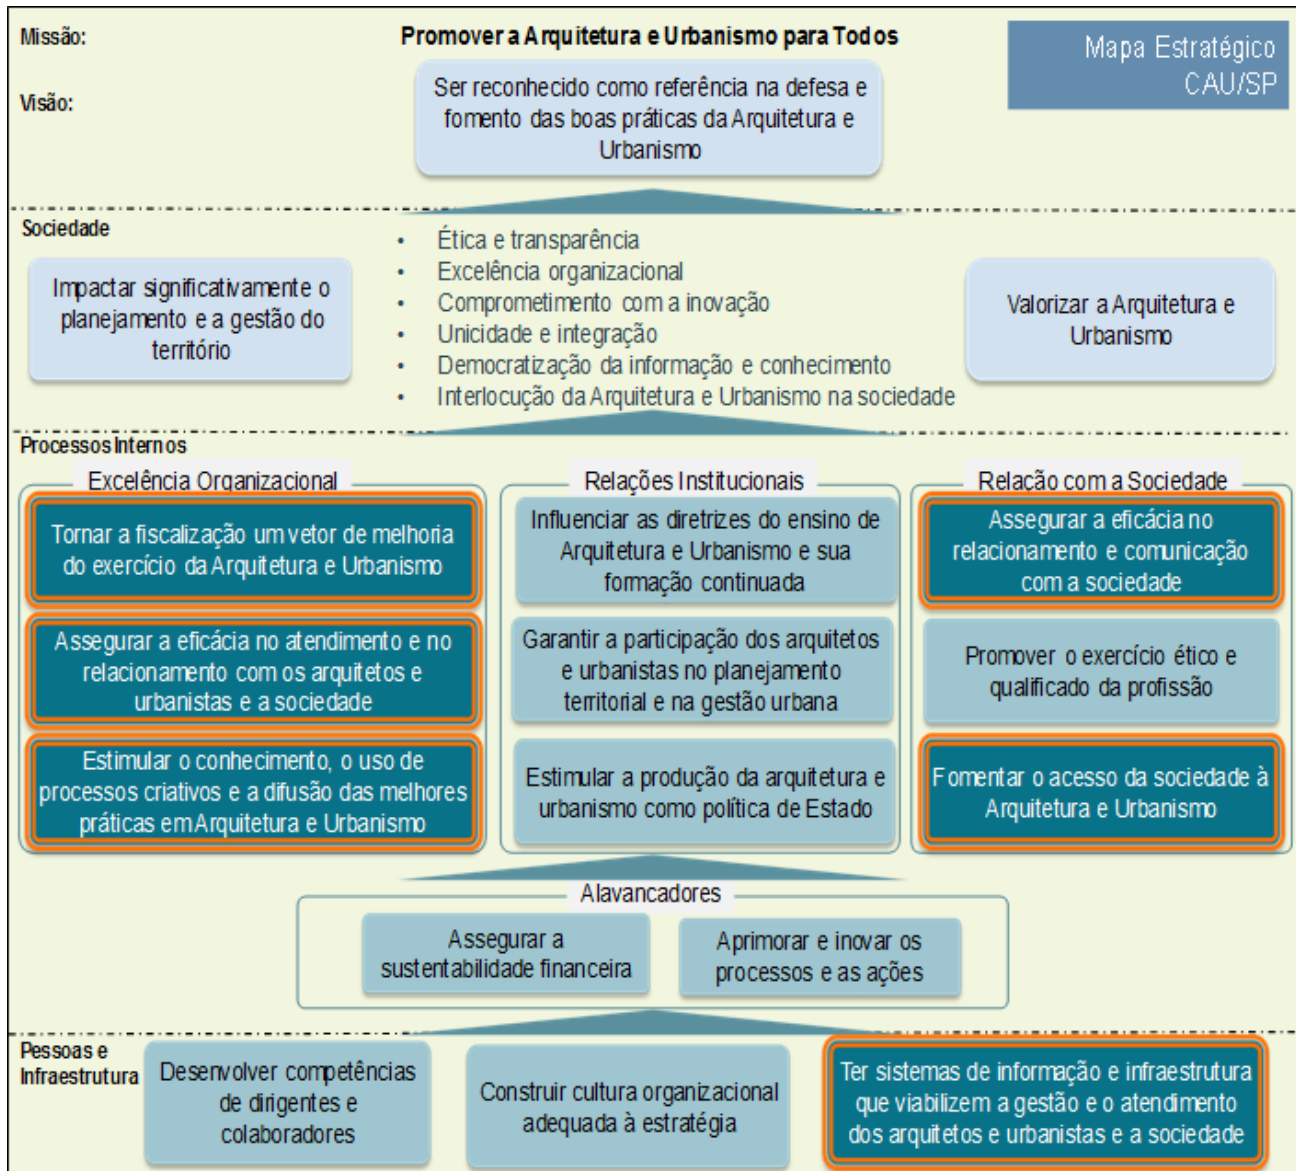 Missão:
Promover a Arquitetura e Urbanismo para Todos
Mapa Estratégico
CAU/SP
Visão:
Ser reconhecido como referência na defesa e
fomento das boas práticas da Arquitetura e
Urbanismo
Sociedade
Impactar significativamente o
planejamento e a gestão do
território
• Ética e transparência
• Excelência organizacional
• Comprometimento com a inovação
• Unicidade e integração
• Democratização da informação e conhecimento
• Interlocução da Arquitetura e Urbanismo na sociedade
Valorizar a Arquitetura e
Urbanismo
Processos Internos
Excelência Organizacional
Tornar a fiscalização um vetor de melhoria
do exercício da Arquitetura e Urbanismo
Assegurar a eficácia no atendimento e no
relacionamento com os arquitetos e
urbanistas e a sociedade
Estimular o conhecimento, o uso de
processos criativos e a difusão das melhores
práticas em Arquitetura e Urbanismo
Relações Institucionais
Influenciar as diretrizes do ensino de
Arquitetura e Urbanismo e sua
formação continuada
Garantir a participação dos arquitetos
e urbanistas no planejamento
territorial e na gestão urbana
Estimular a produção da arquitetura e
urbanismo como política de Estado
Relação com a Sociedade
Assegurar a eficácia no
relacionamento e comunicação
com a sociedade
Promover o exercício ético e
qualificado da profissão
Fomentar o acesso da sociedade à
Arquitetura e Urbanismo
Alavancadores
Assegurar a
sustentabilidade financeira
Aprimorar e inovar os
processos e as ações
Pessoas e
Infraestrutura
Desenvolver competências
de dirigentes e
colaboradores
Construir cultura organizacional
adequada à estratégia
Ter sistemas de informação e infraestrutura
que viabilizem a gestão e o atendimento
dos arquitetos e urbanistas e a sociedade